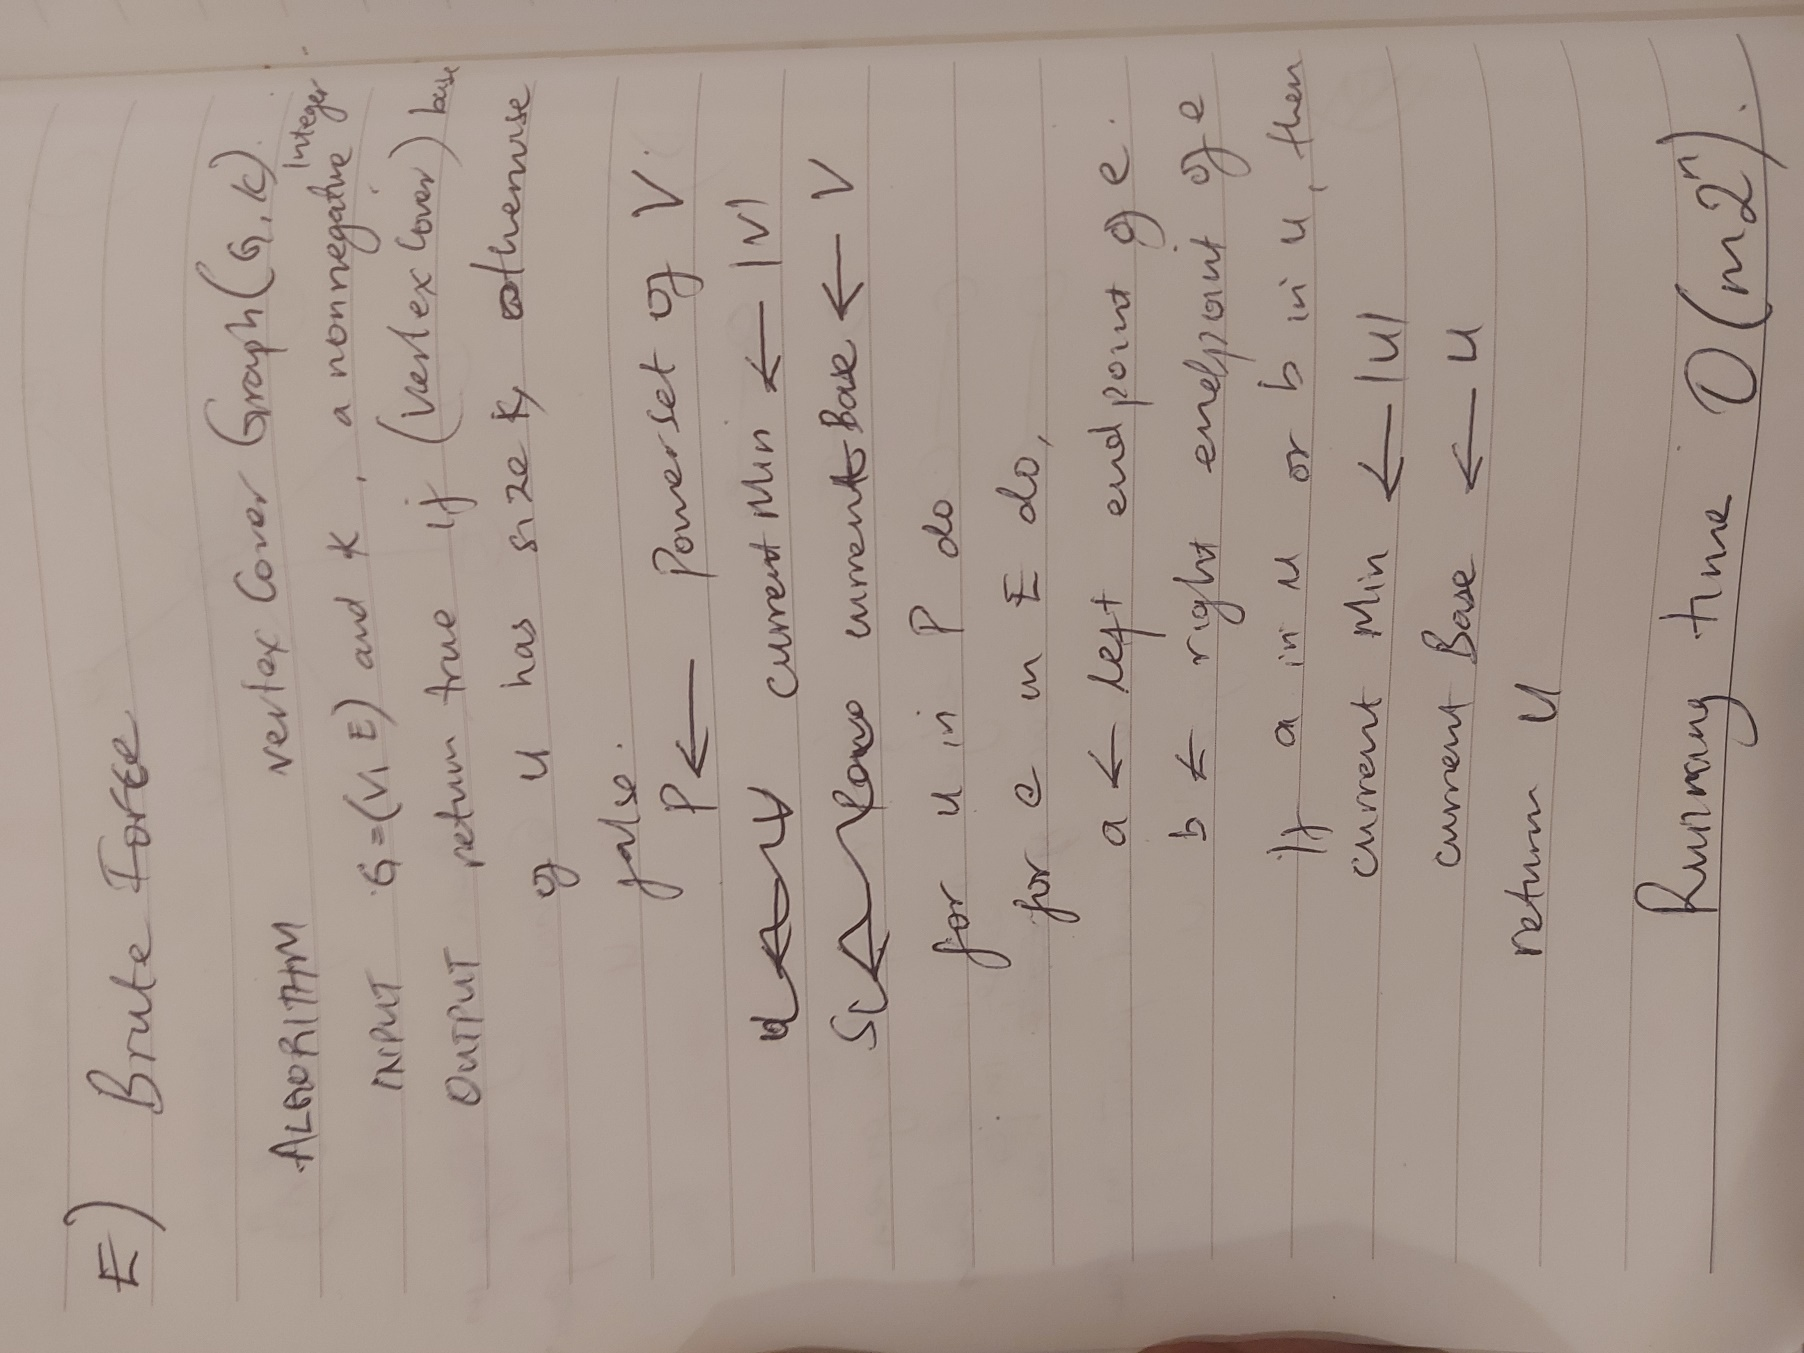 E) Brute Force
ALGORITHM vertex Cover Graph (G, K)
INPUT G=(V, E) and K, a nonnegative Integer
OUTPUT return true if (vertex Cover) base
of U has size K, otherwise
false.
P ← Powerset of V
current Min ← |V|
current Base ← V
for u in P do
for e in E do,
a ← left end point of e.
b ← right endpoint of e
if a in u or b in u, then
current Min ← |U|
current Base ← U
return U
Running time O(m2ⁿ).